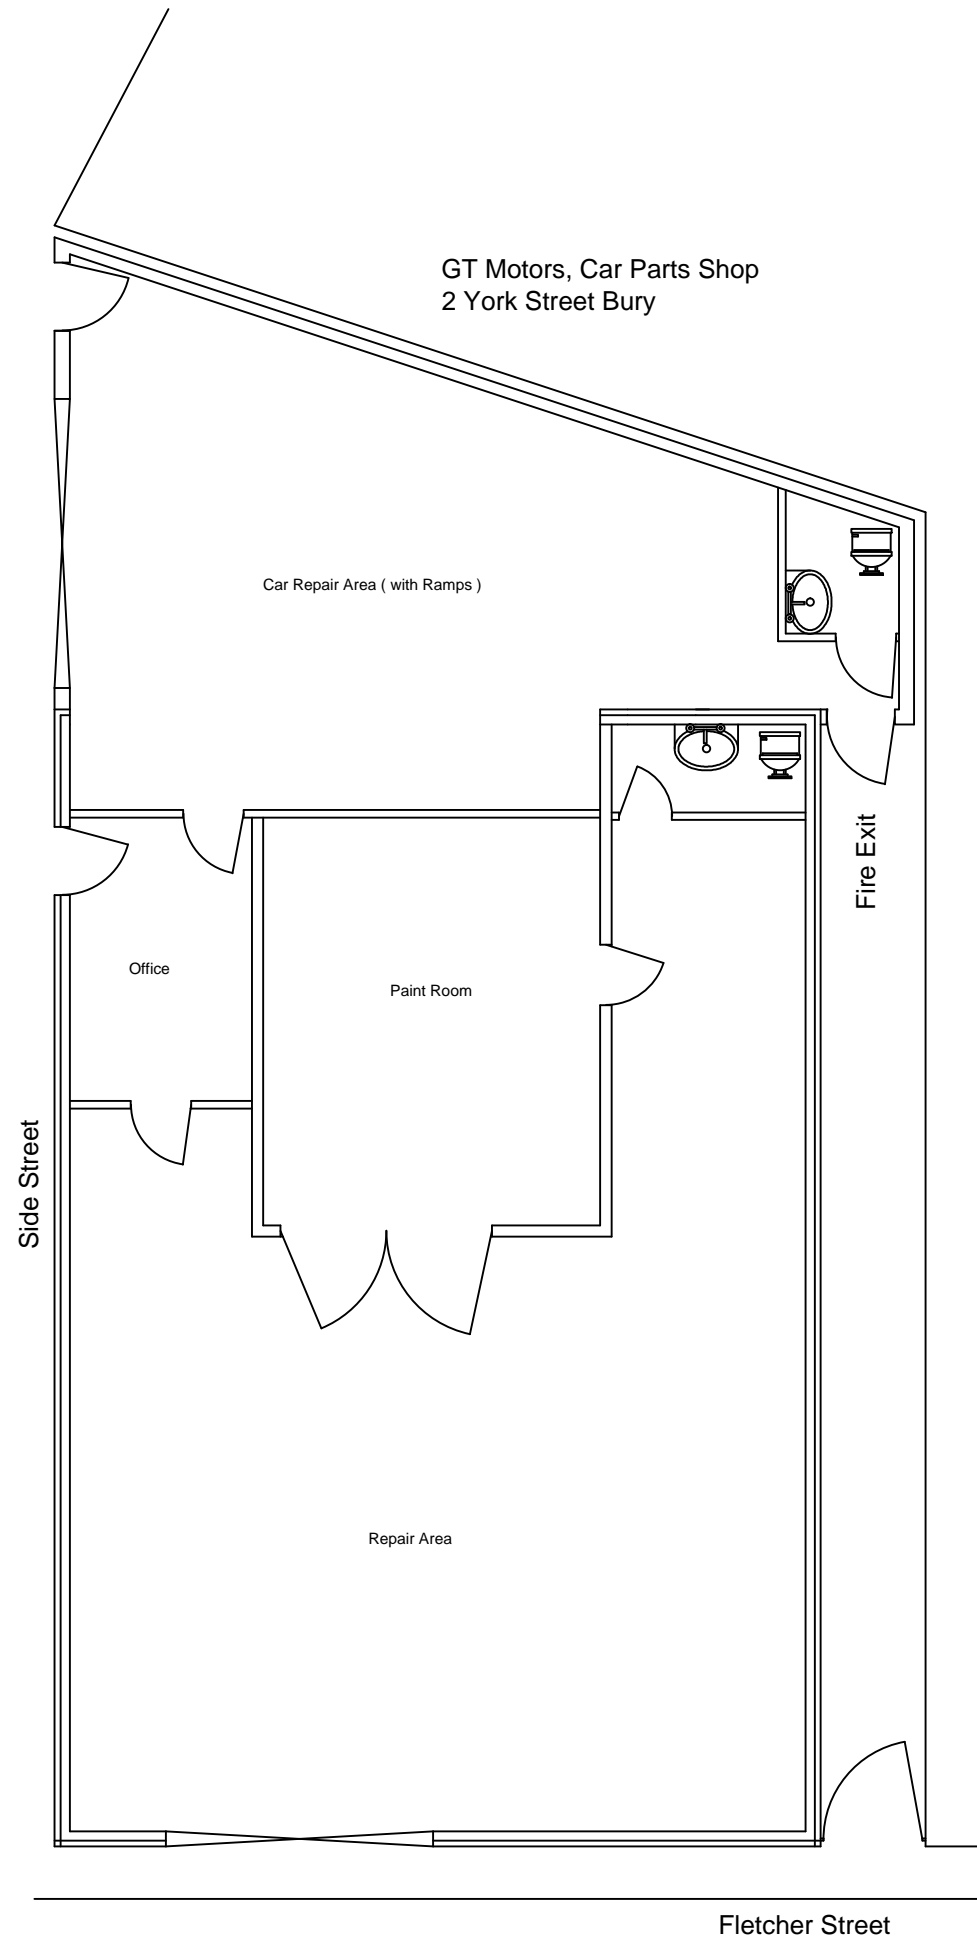 GT Motors, Car Parts Shop
2 York Street Bury
Car Repair Area ( with Ramps )
Fire Exit
Office
Paint Room
Side Street
Repair Area
Fletcher Street